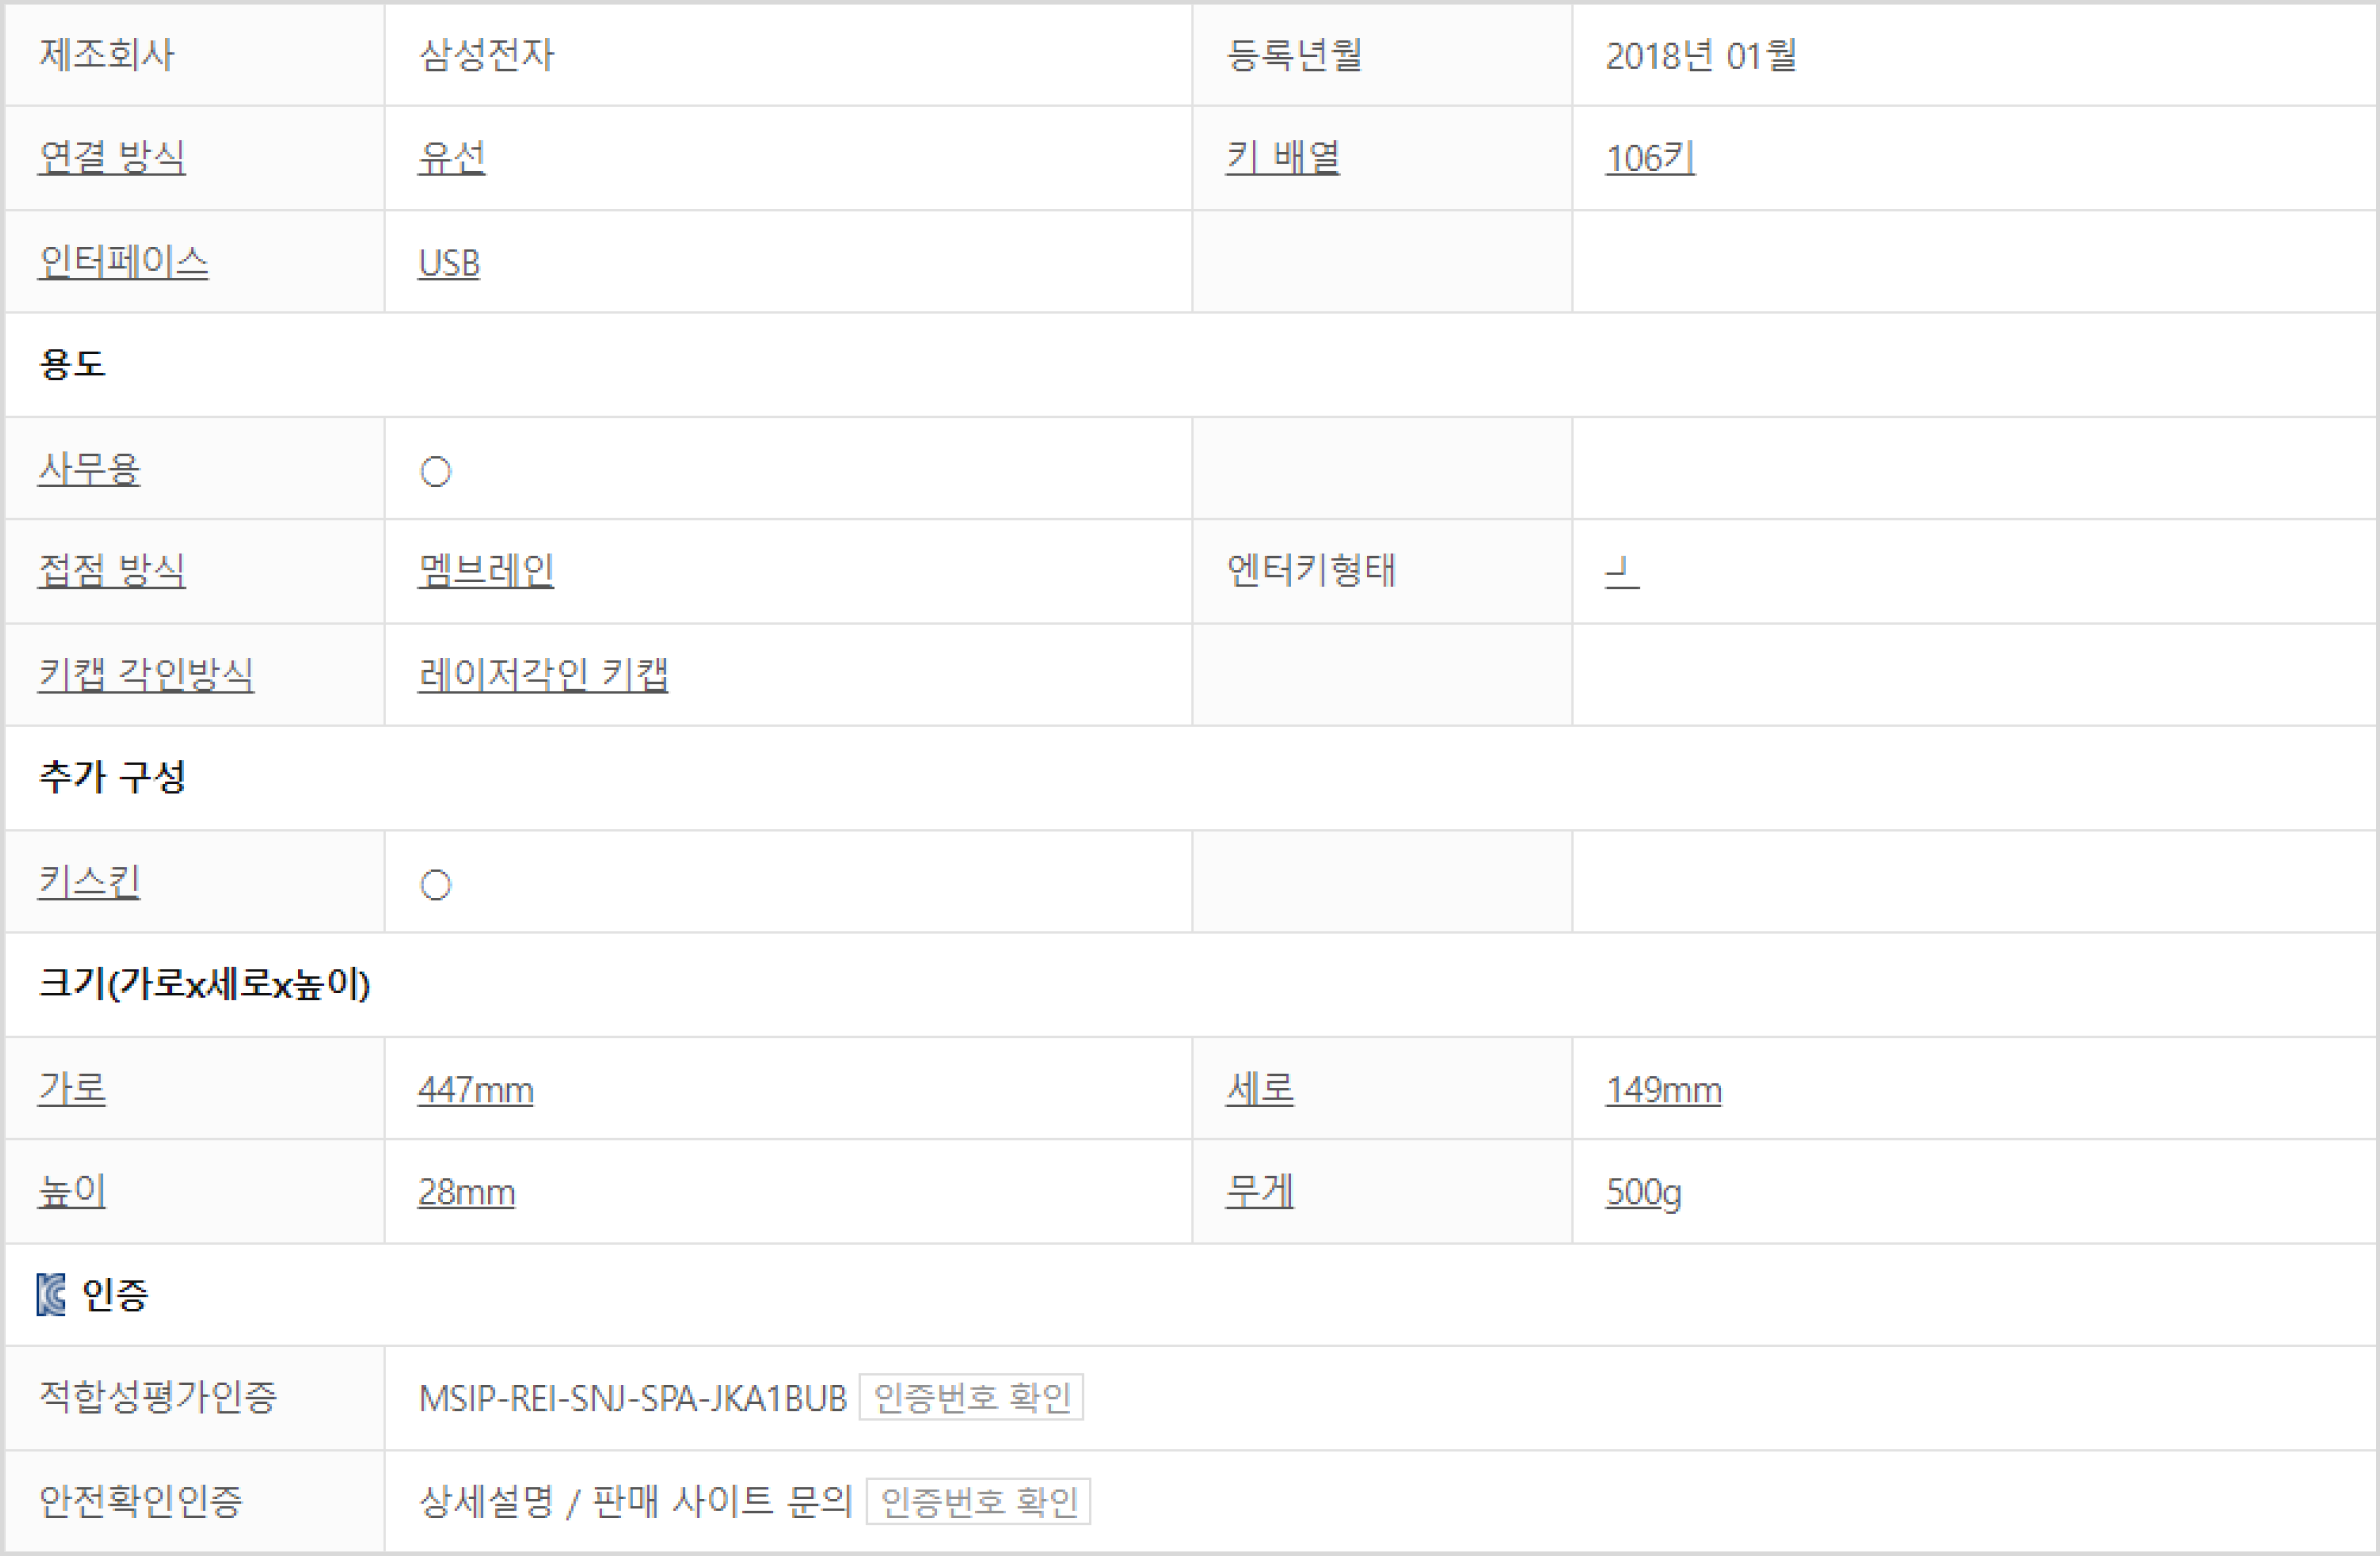 제조회사 삼성전자 등록년월 2018년 01월
연결 방식 유선 키 배열 106키
인터페이스 USB
용도
사무용 ○
접점 방식 멤브레인 엔터키형태 ㅢ
키캡 각인방식 레이저각인 키캡
추가 구성
키스킨 ○
크기(가로x세로x높이)
가로 447mm 세로 149mm
높이 28mm 무게 500g
KC 인증
적합성평가인증 MSIP-REI-SNJ-SPA-JKA1BUB 인증번호 확인
안전확인인증 상세설명 / 판매 사이트 문의 인증번호 확인